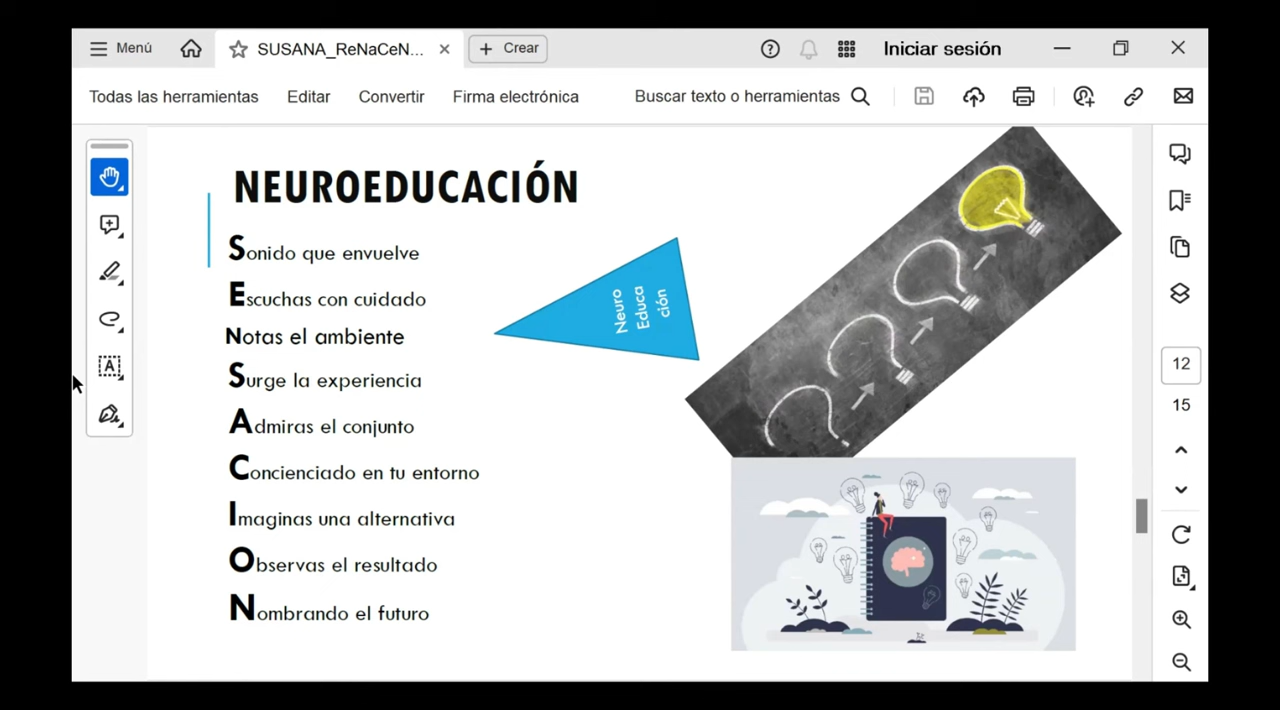 Menú
SUSANA_ReNaCeN...
Crear
Iniciar sesión
Todas las herramientas
Editar
Convertir
Firma electrónica
Buscar texto o herramientas
NEUROEDUCACIÓN
Sonido que envuelve
Escuchas con cuidado
Notas el ambiente
Surge la experiencia
Admiras el conjunto
Concienciado en tu entorno
Imaginas una alternativa
Observas el resultado
Nombrando el futuro
Neuro
Educa
ción
12
15